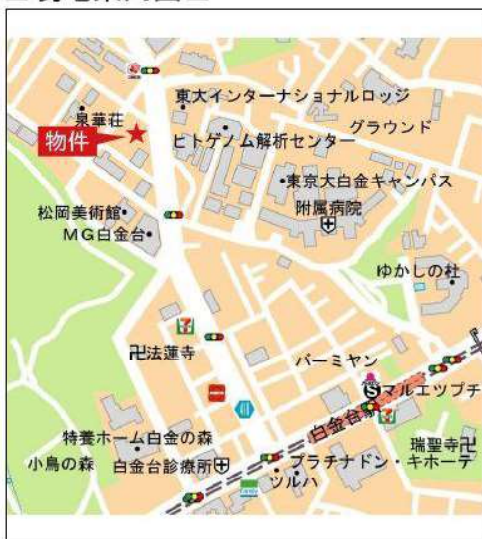 東大インターナショナルロッジ
泉華荘
物件
ヒトゲノム解析センター
グラウンド
東京大白金キャンパス
附属病院
松岡美術館
MG白金台
ゆかしの杜
卍法蓮寺
バーミヤン
マルエツプチ
白金台
特養ホーム白金の森
小鳥の森
白金台診療所
プラチナドン・キホーテ
ツルハ
瑞聖寺卍